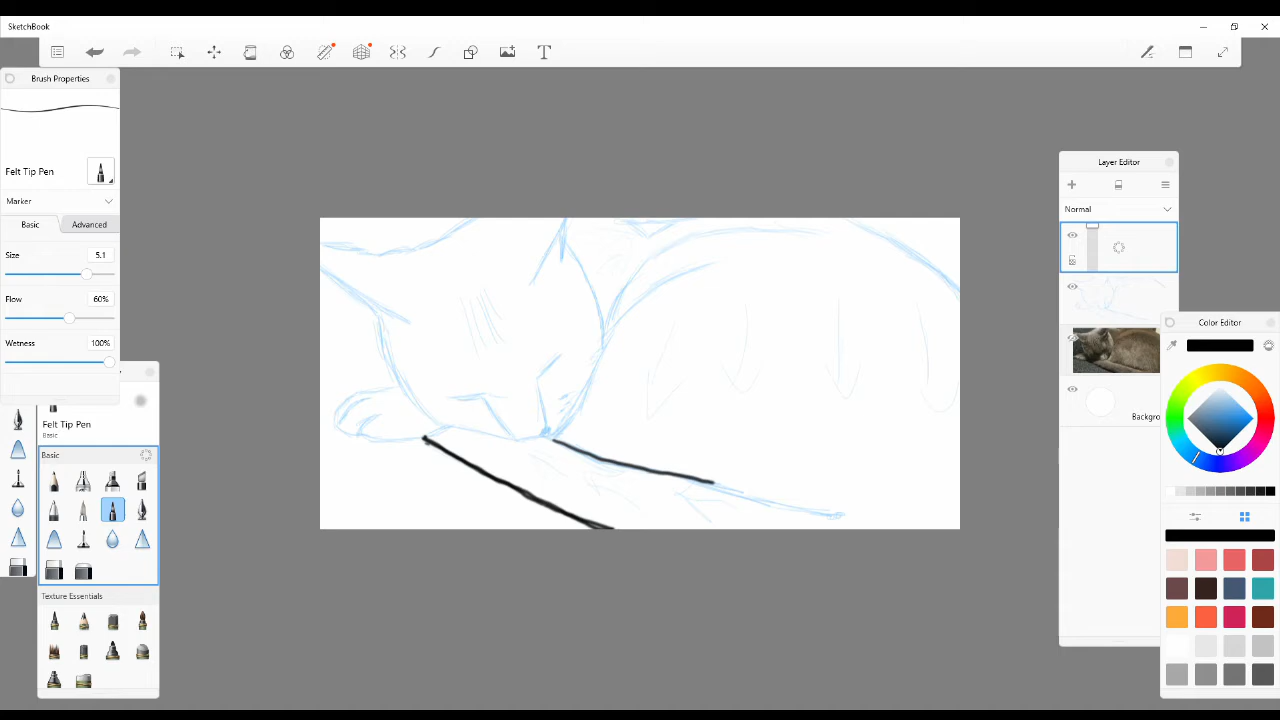 SketchBook
T
Brush Properties
Felt Tip Pen
Marker
Basic Advanced
Size 5.1
Flow 60%
Wetness 100%
Felt Tip Pen
Basic
Basic
Texture Essentials
Layer Editor
Normal
Color Editor